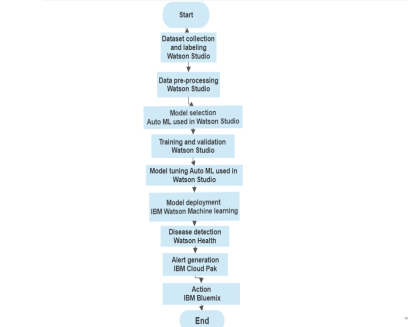 Start
Dataset collection
and labeling
Watson Studio
Data pre-processing
Watson Studio
Model selection
Auto ML used in Watson Studio
Training and validation
Watson Studio
Model tuning Auto ML used in
Watson Studio
Model deployment
IBM Watson Machine learning
Disease detection
Watson Health
Alert generation
IBM Cloud Pak
Action
IBM Bluemix
End